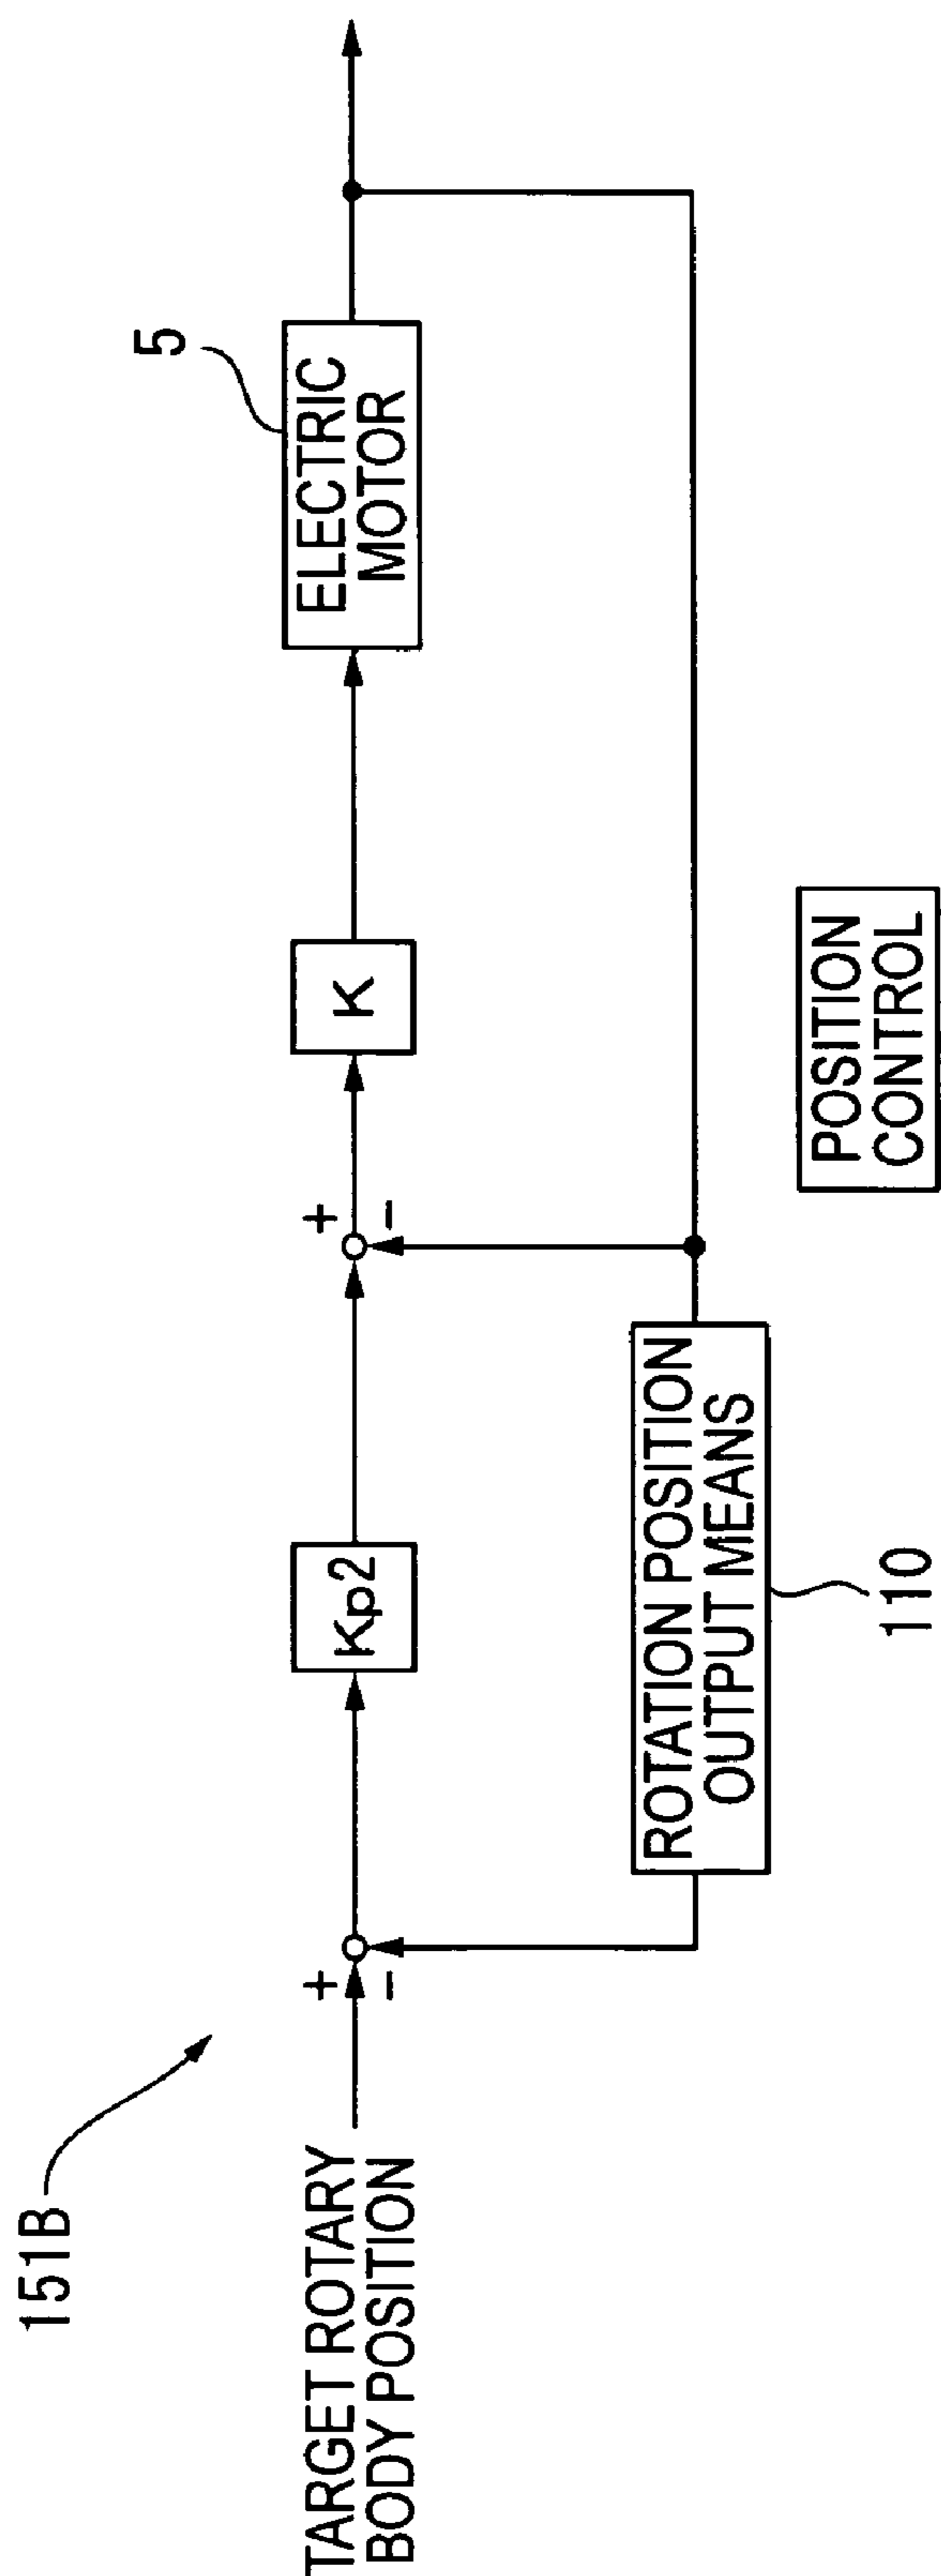 151B
TARGET ROTARY
BODY POSITION
+
-
Kp2
+
-
K
ELECTRIC
MOTOR
5
ROTATION POSITION
OUTPUT MEANS
110
POSITION
CONTROL